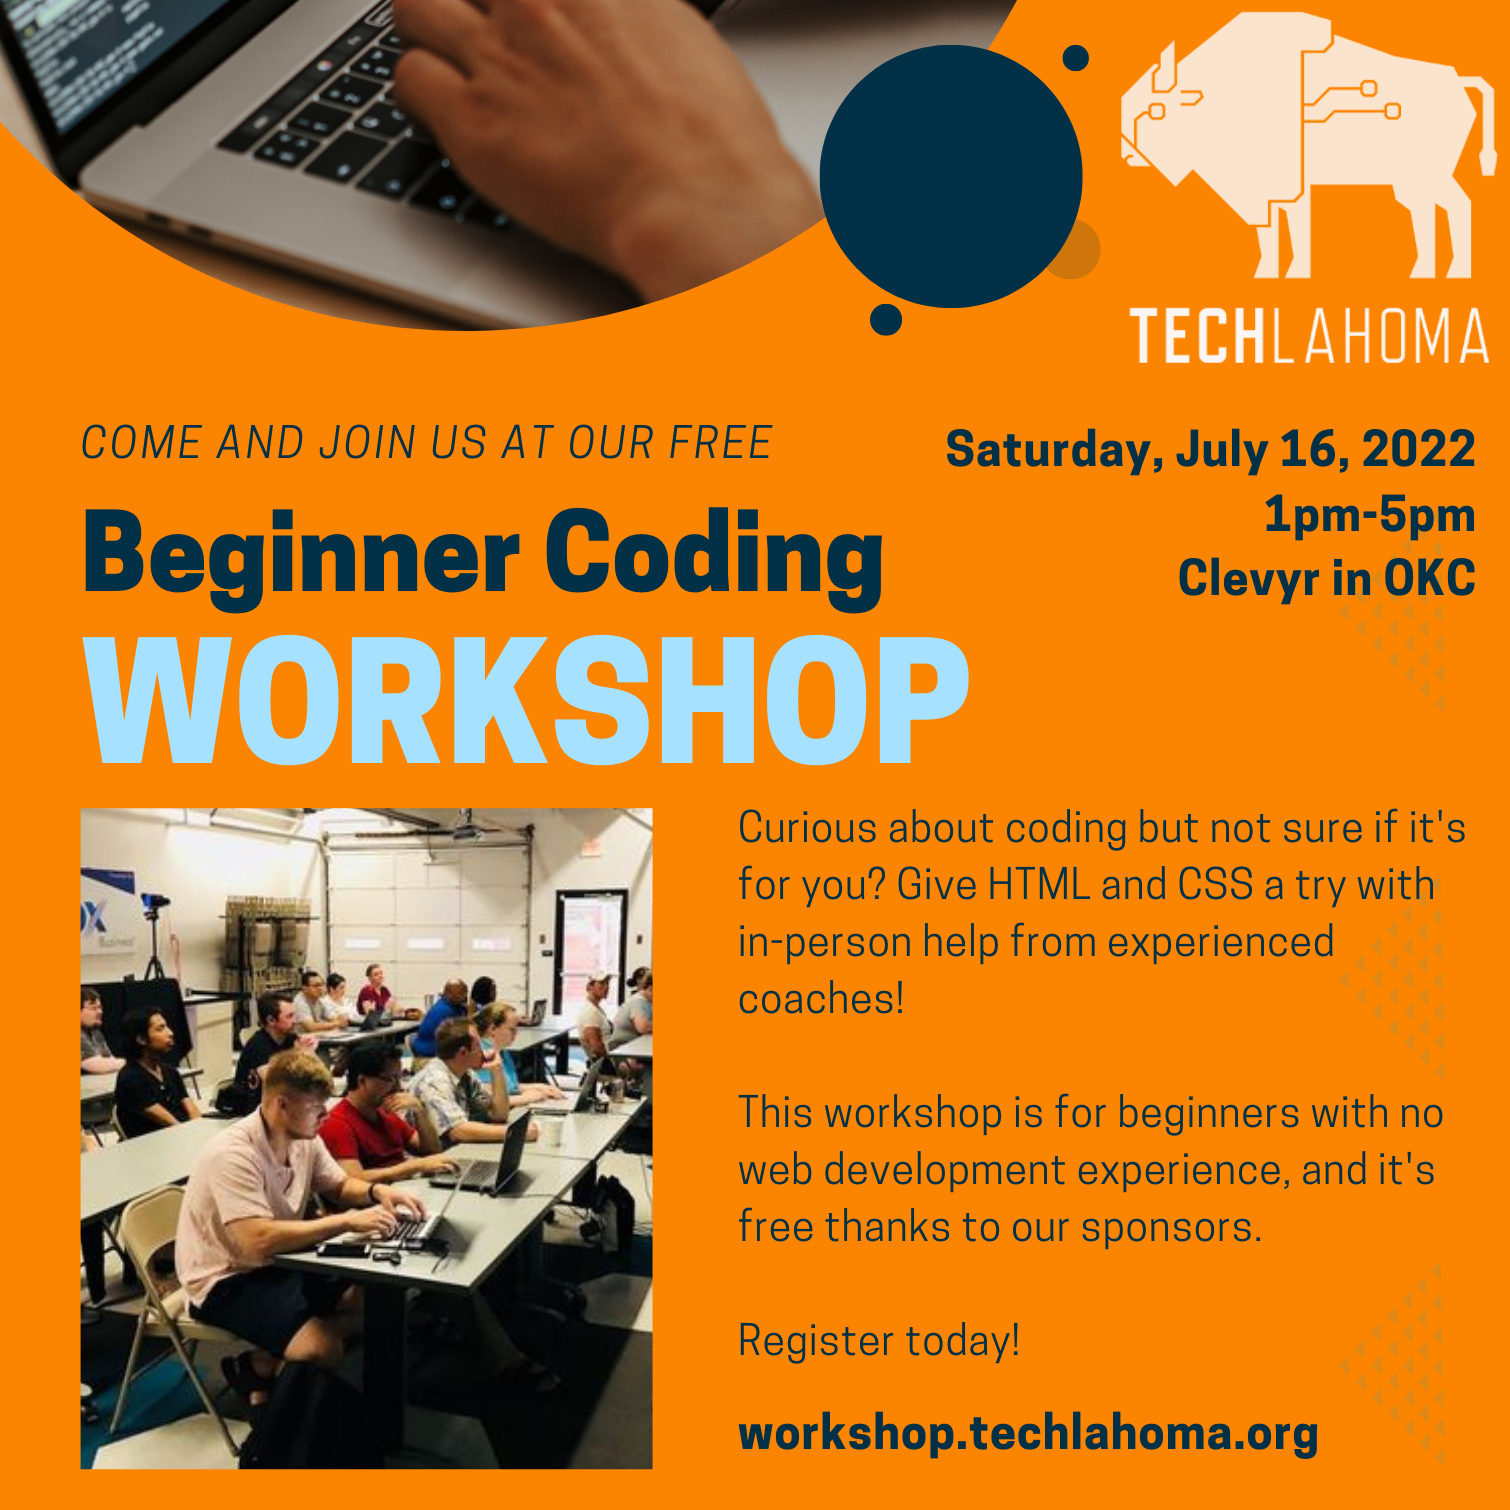 TECHLAHOMA
COME AND JOIN US AT OUR FREE
Beginner Coding
WORKSHOP
Saturday, July 16, 2022
1pm-5pm
Clevyr in OKC
Curious about coding but not sure if it's
for you? Give HTML and CSS a try with
in-person help from experienced
coaches!
This workshop is for beginners with no
web development experience, and it's
free thanks to our sponsors.
Register today!
workshop.techlahoma.org